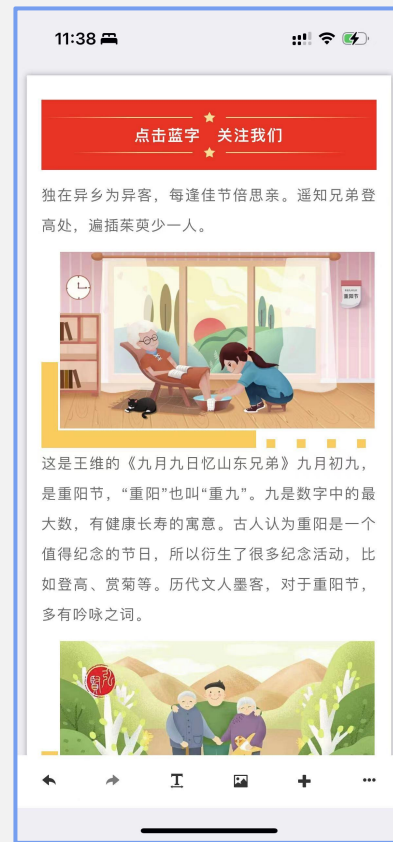 11:38
点击蓝字 关注我们
独在异乡为异客，每逢佳节倍思亲。遥知兄弟登
高处，遍插茱萸少一人。
重阳节
这是王维的《九月九日忆山东兄弟》九月初九，
是重阳节，“重阳”也叫“重九”。九是数字中的最
大数，有健康长寿的寓意。古人认为重阳是一个
值得纪念的节日，所以衍生了很多纪念活动，比
如登高、赏菊等。历代文人墨客，对于重阳节，
多有吟咏之词。